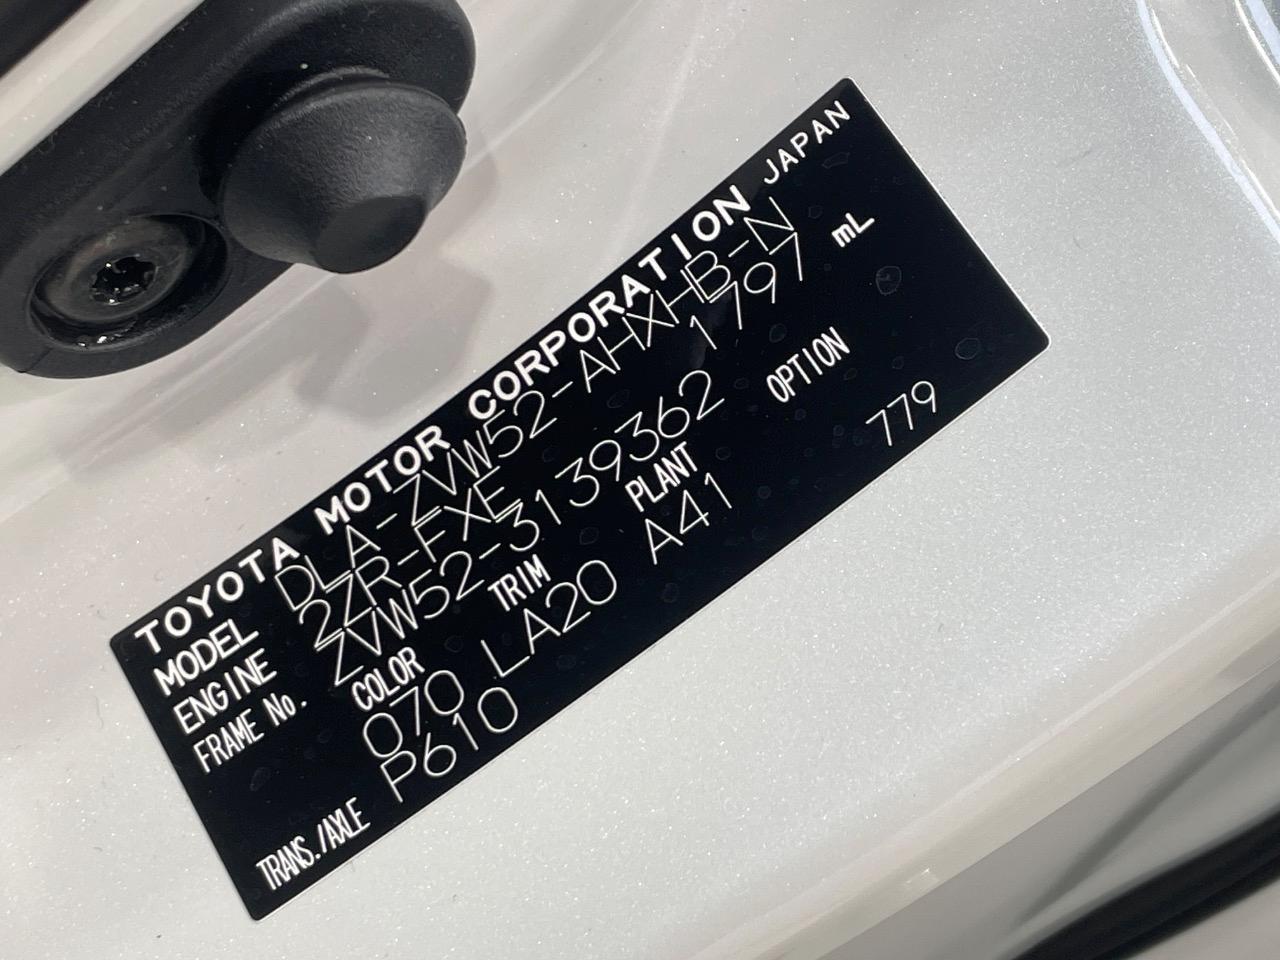 TOYOTA MOTOR CORPORATION JAPAN
MODEL DLA-ZVW52-AHXHB-N
ENGINE 2ZR-FXE 1797 mL
FRAME No. ZVW52-3139362
COLOR TRIM PLANT OPTION
070 LA20 A41 779
TRANS./AXLE P610